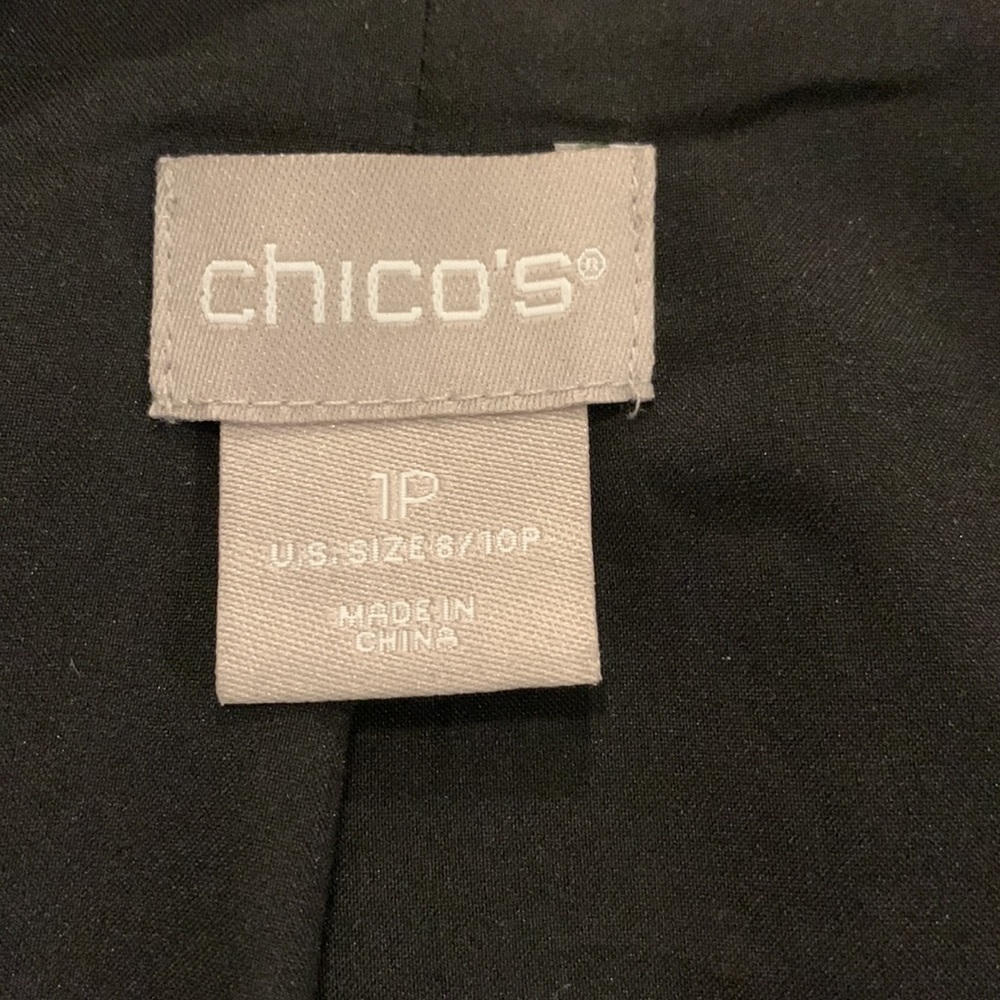 chico's®
1P
U.S. SIZE 8/10P
MADE IN
CHINA